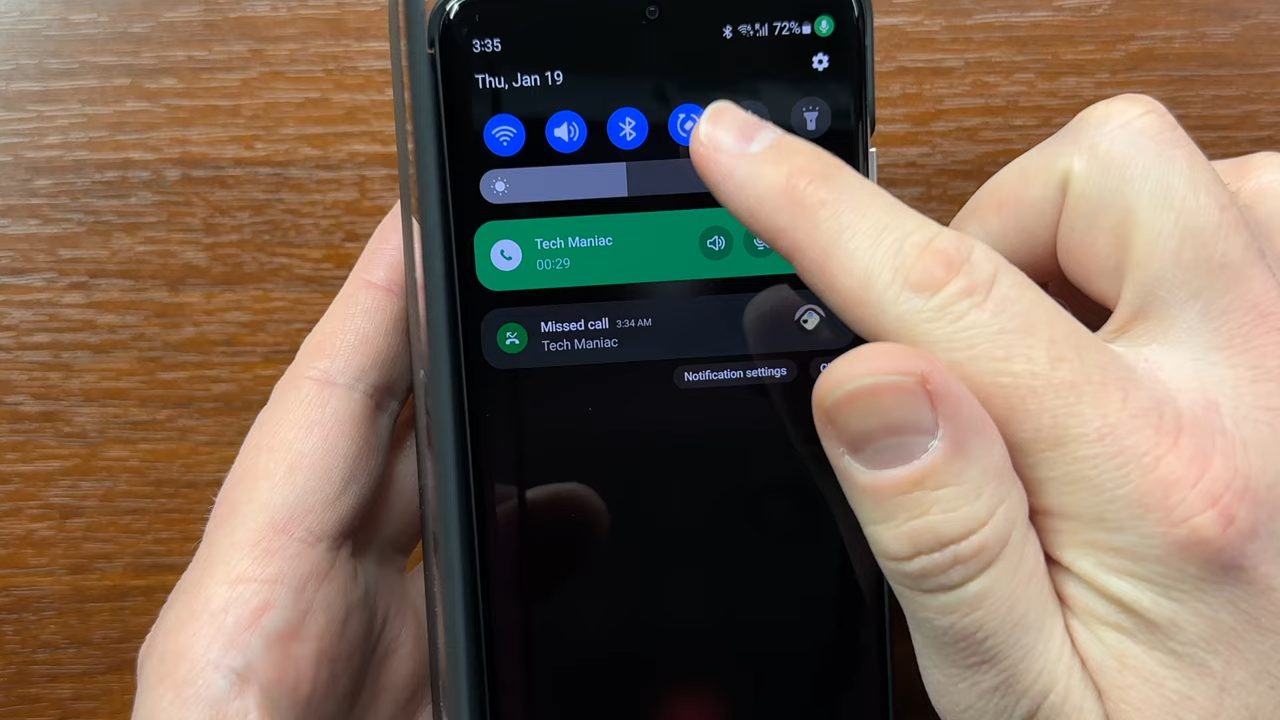 3:35
72%
Thu, Jan 19
Tech Maniac
00:29
Missed call 3:34 AM
Tech Maniac
Notification settings